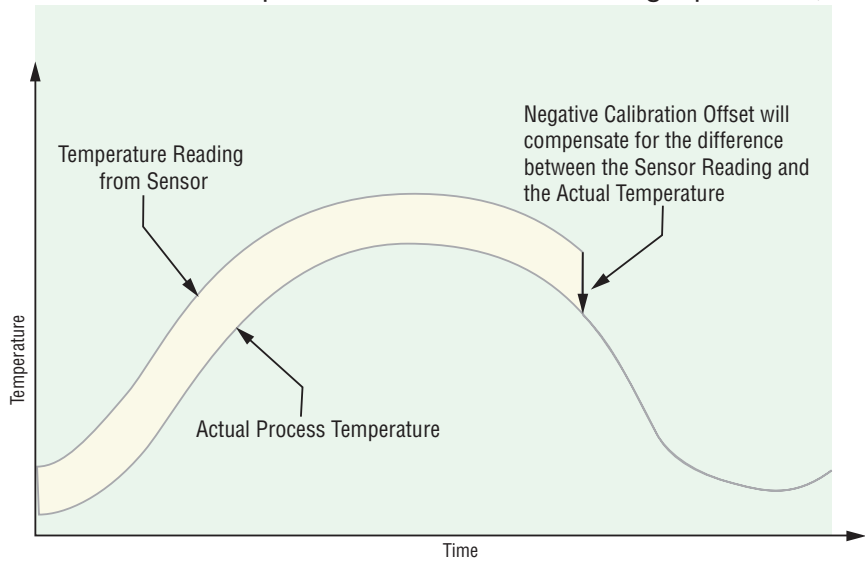 Temperature Reading
from Sensor
Negative Calibration Offset will
compensate for the difference
between the Sensor Reading and
the Actual Temperature
Temperature
Actual Process Temperature
Time